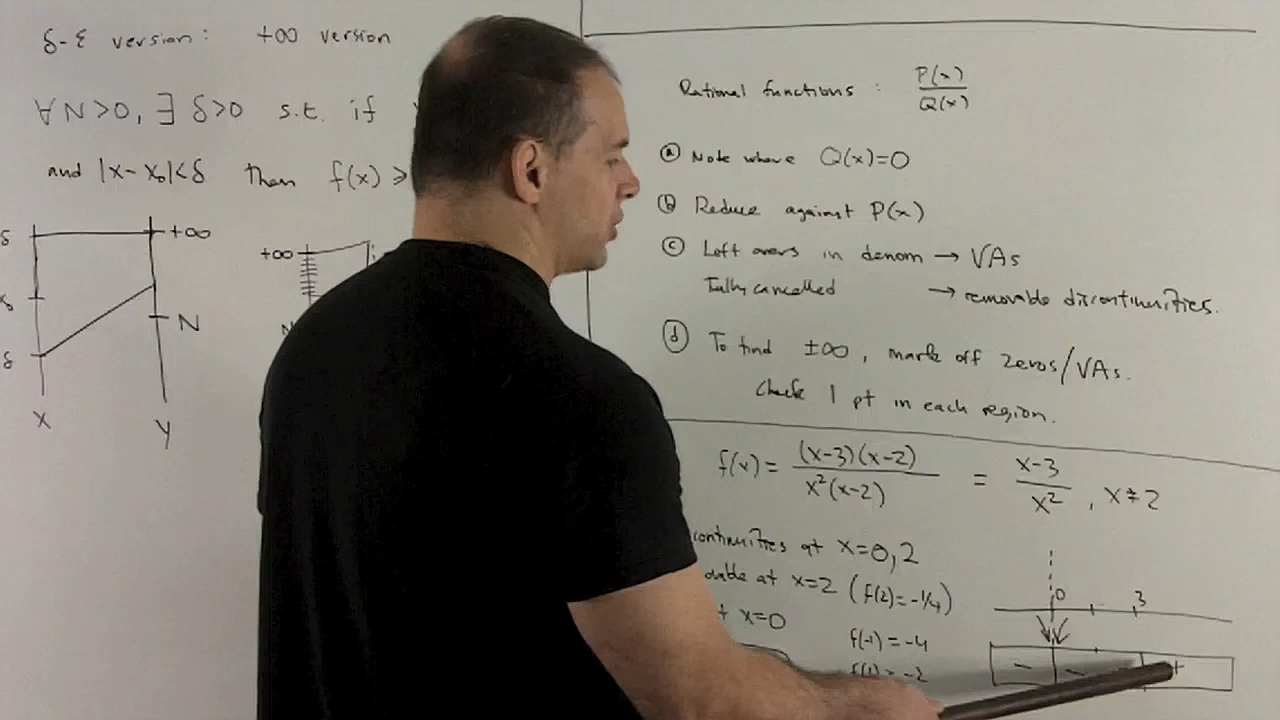 δ-ε version: +∞ version
∀ N>0, ∃ δ>0 s.t. if
and |x-x₀|<δ then f(x) ≥
δ
+∞
x₀
N
δ
x
y
+∞
N
Rational functions : P(x)/Q(x)
ⓐ Note where Q(x)=0
ⓑ Reduce against P(x)
ⓒ Left overs in denom → VAs
Fully cancelled → removable discontinuities.
ⓓ To find ±∞, mark off zeros/VAs.
Check 1 pt in each region.
f(x) = (x-3)(x-2)/x²(x-2) = x-3/x² , x≠2
continuities at x=0,2
vable at x=2 (f(2)=-1/4)
t x=0
f(-1)=-4
f(1)=-2
0 3
- - - +